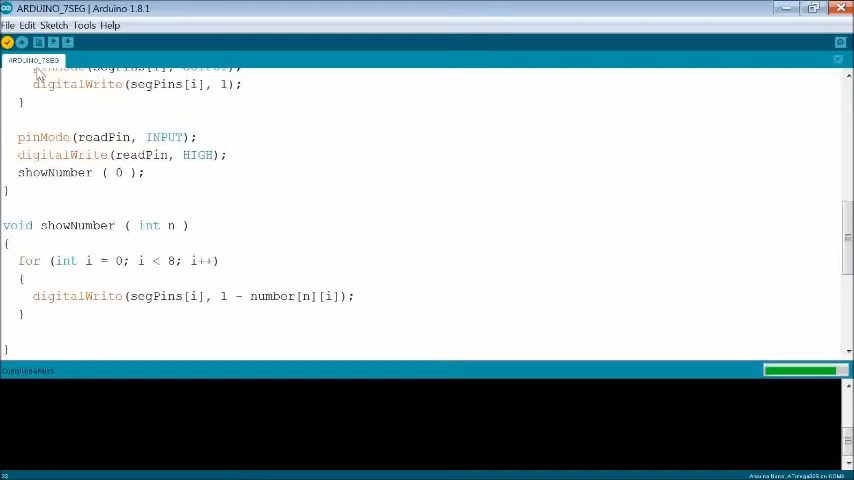 ARDUINO_7SEG | Arduino 1.8.1
File Edit Sketch Tools Help
ARDUINO_7SEG
digitalWrite(segPins[i], 1);
}
pinMode(readPin, INPUT);
digitalWrite(readPin, HIGH);
showNumber ( 0 );
}
void showNumber ( int n )
{
for (int i = 0; i < 8; i++)
{
digitalWrite(segPins[i], 1 - number[n][i]);
}
}
22